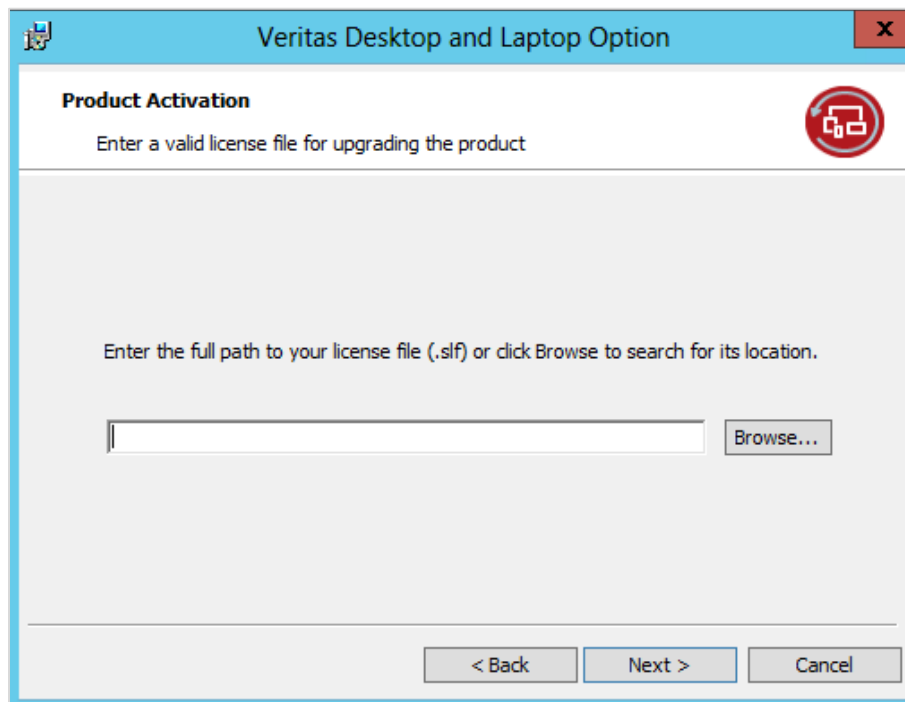 Veritas Desktop and Laptop Option
x
Product Activation
Enter a valid license file for upgrading the product
Enter the full path to your license file (.slf) or click Browse to search for its location.
Browse...
< Back
Next >
Cancel